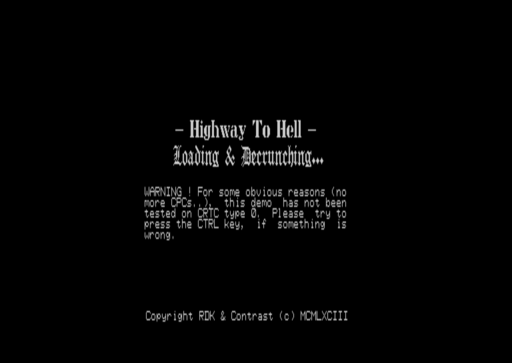 - Highway To Hell -
Loading & Decrunching...
WARNING ! For some obvious reasons (no
more CPCs..), this demo has not been
tested on CRTC type 0. Please try to
press the CTRL key, if something is
wrong.
Copyright RDK & Contrast (c) MCMLXCIII